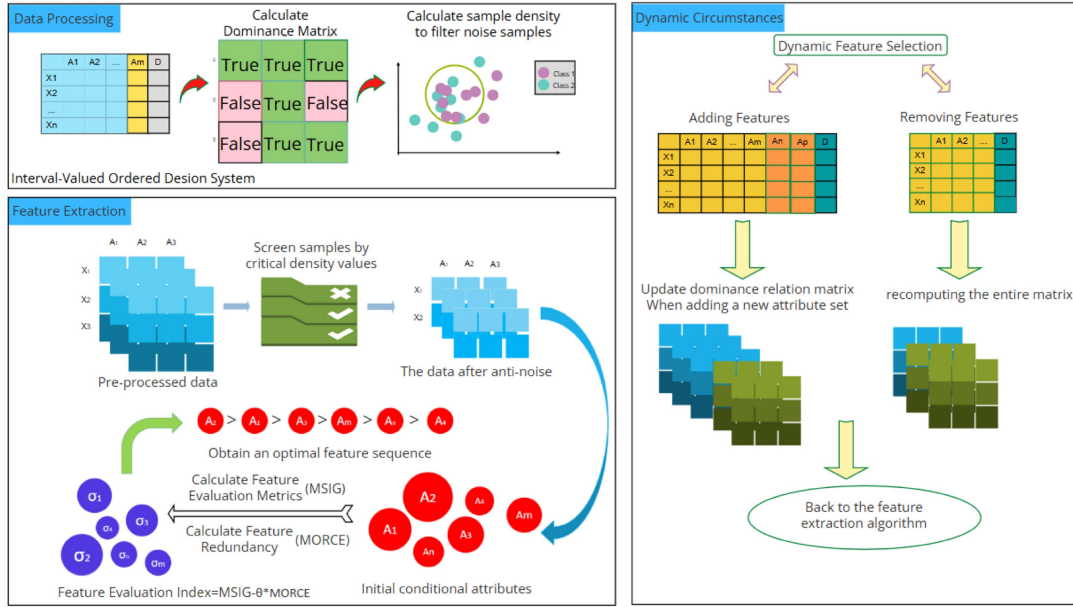 Data Processing
Calculate
Dominance Matrix
Calculate sample density
to filter noise samples
A1 A2 ... Am D
X1
X2
...
Xn
True True True
False True False
False True True
Class 1
Class 2
Interval-Valued Ordered Desion System
Feature Extraction
A₁ A₂ A₃
X₁
X₂
X₃
Pre-processed data
Screen samples by
critical density values
A₁ A₂ A₃
X₁
X₂
The data after anti-noise
A₂ > A₁ > A₃ > Aₘ > Aₙ > A₄
Obtain an optimal feature sequence
Calculate Feature
Evaluation Metrics (MSIG)
Calculate Feature
Redundancy (MORCE)
σ₁
σ₄ σ₃
σ₂ σₙ σₘ
Feature Evaluation Index=MSIG-θ*MORCE
A₂ A₄
A₁ A₃ Aₘ
Aₙ
Initial conditional attributes
Dynamic Circumstances
Dynamic Feature Selection
Adding Features
A1 A2 ... Am An Ap D
X1
X2
...
Xn
Removing Features
A1 A2 ... D
X1
X2
...
Xn
Update dominance relation matrix
When adding a new attribute set
recomputing the entire matrix
Back to the feature
extraction algorithm